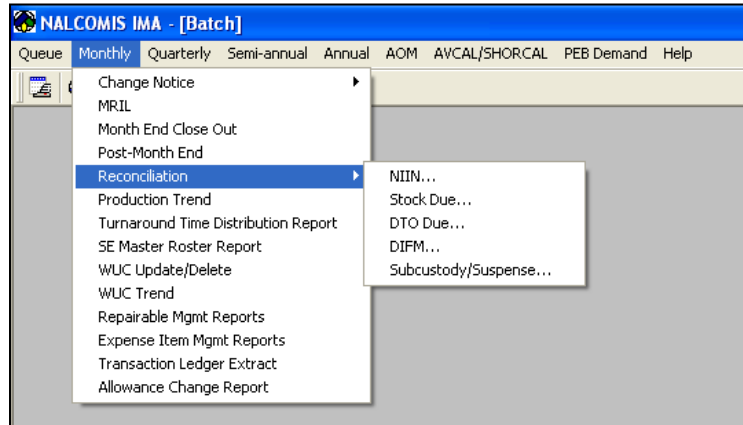 NALCOMIS IMA - [Batch]
Queue Monthly Quarterly Semi-annual Annual AOM AVCAL/SHORCAL PEB Demand Help
Change Notice
MRIL
Month End Close Out
Post-Month End
Reconciliation
NIIN...
Production Trend
Stock Due...
Turnaround Time Distribution Report
DTO Due...
SE Master Roster Report
DIFM...
WUC Update/Delete
Subcustody/Suspense...
WUC Trend
Repairable Mgmt Reports
Expense Item Mgmt Reports
Transaction Ledger Extract
Allowance Change Report